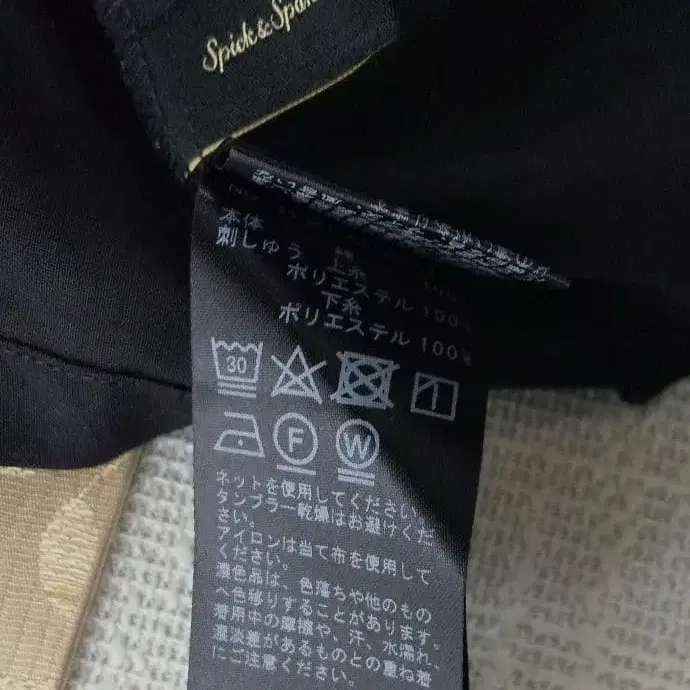 Spick&Span
本体 綿
刺しゅう 上糸
ポリエステル 100%
下糸
ポリエステル 100%
30
F
W
ネットを使用してください。
タンブラー乾燥はお避けくだ
さい。
アイロンは当て布を使用して
ください。
濃色品は、色落ちや他のもの
へ色移りすることがあります。
着用中の摩擦や、汗、水濡れ、
濃淡差があるものとの重ね着
にご注意ください。